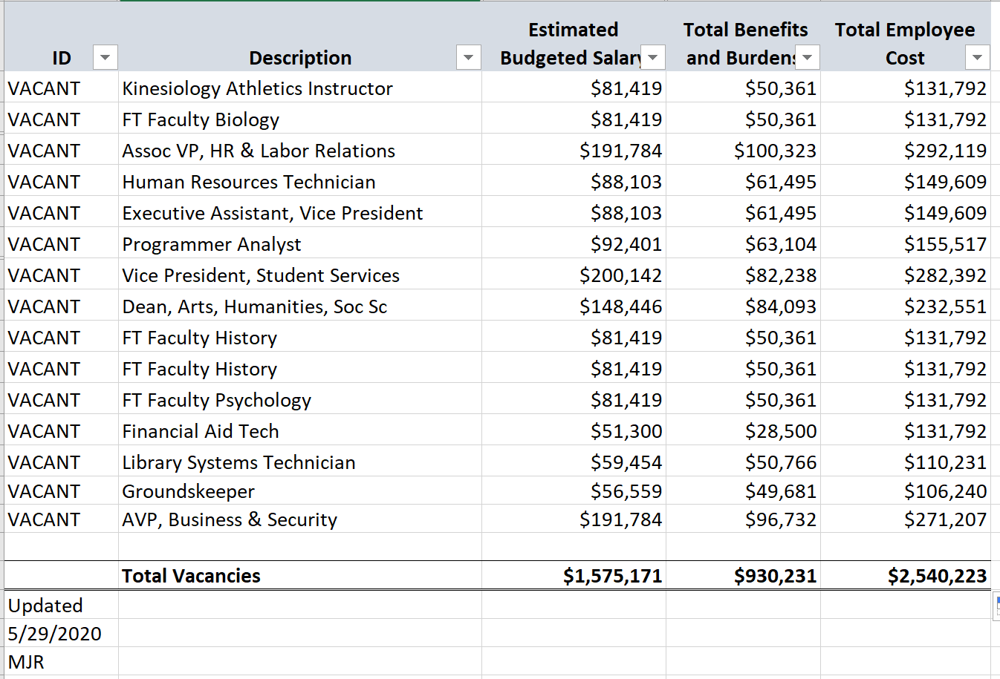 ID Description Estimated Budgeted Salary Total Benefits and Burdens Total Employee Cost
VACANT Kinesiology Athletics Instructor $81,419 $50,361 $131,792
VACANT FT Faculty Biology $81,419 $50,361 $131,792
VACANT Assoc VP, HR & Labor Relations $191,784 $100,323 $292,119
VACANT Human Resources Technician $88,103 $61,495 $149,609
VACANT Executive Assistant, Vice President $88,103 $61,495 $149,609
VACANT Programmer Analyst $92,401 $63,104 $155,517
VACANT Vice President, Student Services $200,142 $82,238 $282,392
VACANT Dean, Arts, Humanities, Soc Sc $148,446 $84,093 $232,551
VACANT FT Faculty History $81,419 $50,361 $131,792
VACANT FT Faculty History $81,419 $50,361 $131,792
VACANT FT Faculty Psychology $81,419 $50,361 $131,792
VACANT Financial Aid Tech $51,300 $28,500 $131,792
VACANT Library Systems Technician $59,454 $50,766 $110,231
VACANT Groundskeeper $56,559 $49,681 $106,240
VACANT AVP, Business & Security $191,784 $96,732 $271,207
Total Vacancies $1,575,171 $930,231 $2,540,223
Updated
5/29/2020
MJR